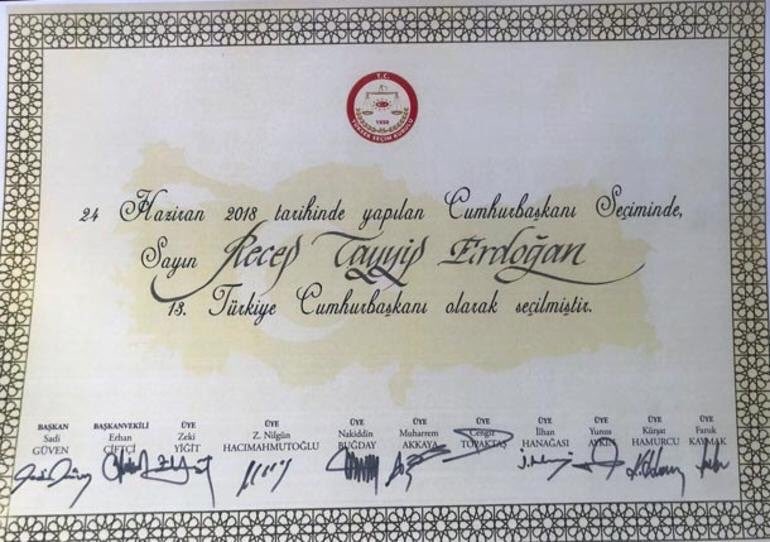 T.C.
1950
YÜKSEK SEÇİM KURULU
24 Haziran 2018 tarihinde yapılan Cumhurbaşkanı Seçiminde,
Sayın Recep Tayyip Erdoğan
13. Türkiye Cumhurbaşkanı olarak seçilmiştir.
BAŞKAN BAŞKANVEKİLİ ÜYE ÜYE ÜYE ÜYE ÜYE ÜYE ÜYE ÜYE ÜYE
Sadi Erhan Zeki Z. Nilgün Nakiddin Muharrem Cengiz İlhan Yunus Kürşat Faruk
GÜVEN ÇİFTÇİ YİĞİT HACIMAHMUTOĞLU BUĞDAY AKKAYA TOPAKTAŞ HANAĞASI AYKIN HAMURCU KAYMAK